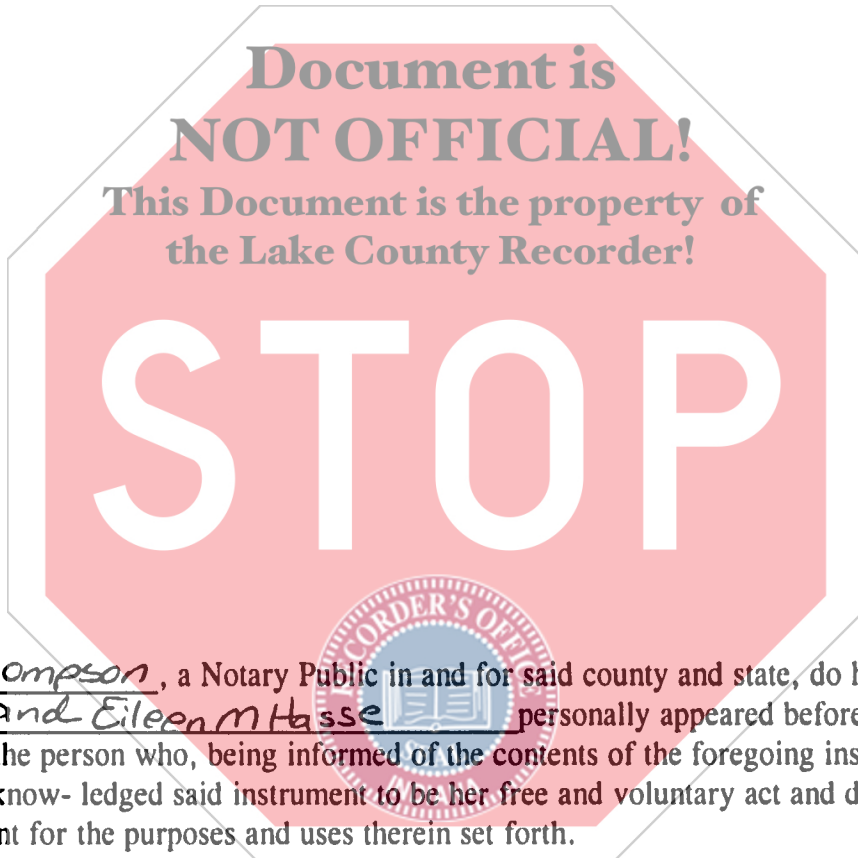 Document is
NOT OFFICIAL!
This Document is the property of
the Lake County Recorder!
STOP
RECORDER'S OFFICE
ompson, a Notary Public in and for said county and state, do h
and Eileen M Hasse personally appeared before
he person who, being informed of the contents of the foregoing ins
know- ledged said instrument to be her free and voluntary act and d
nt for the purposes and uses therein set forth.